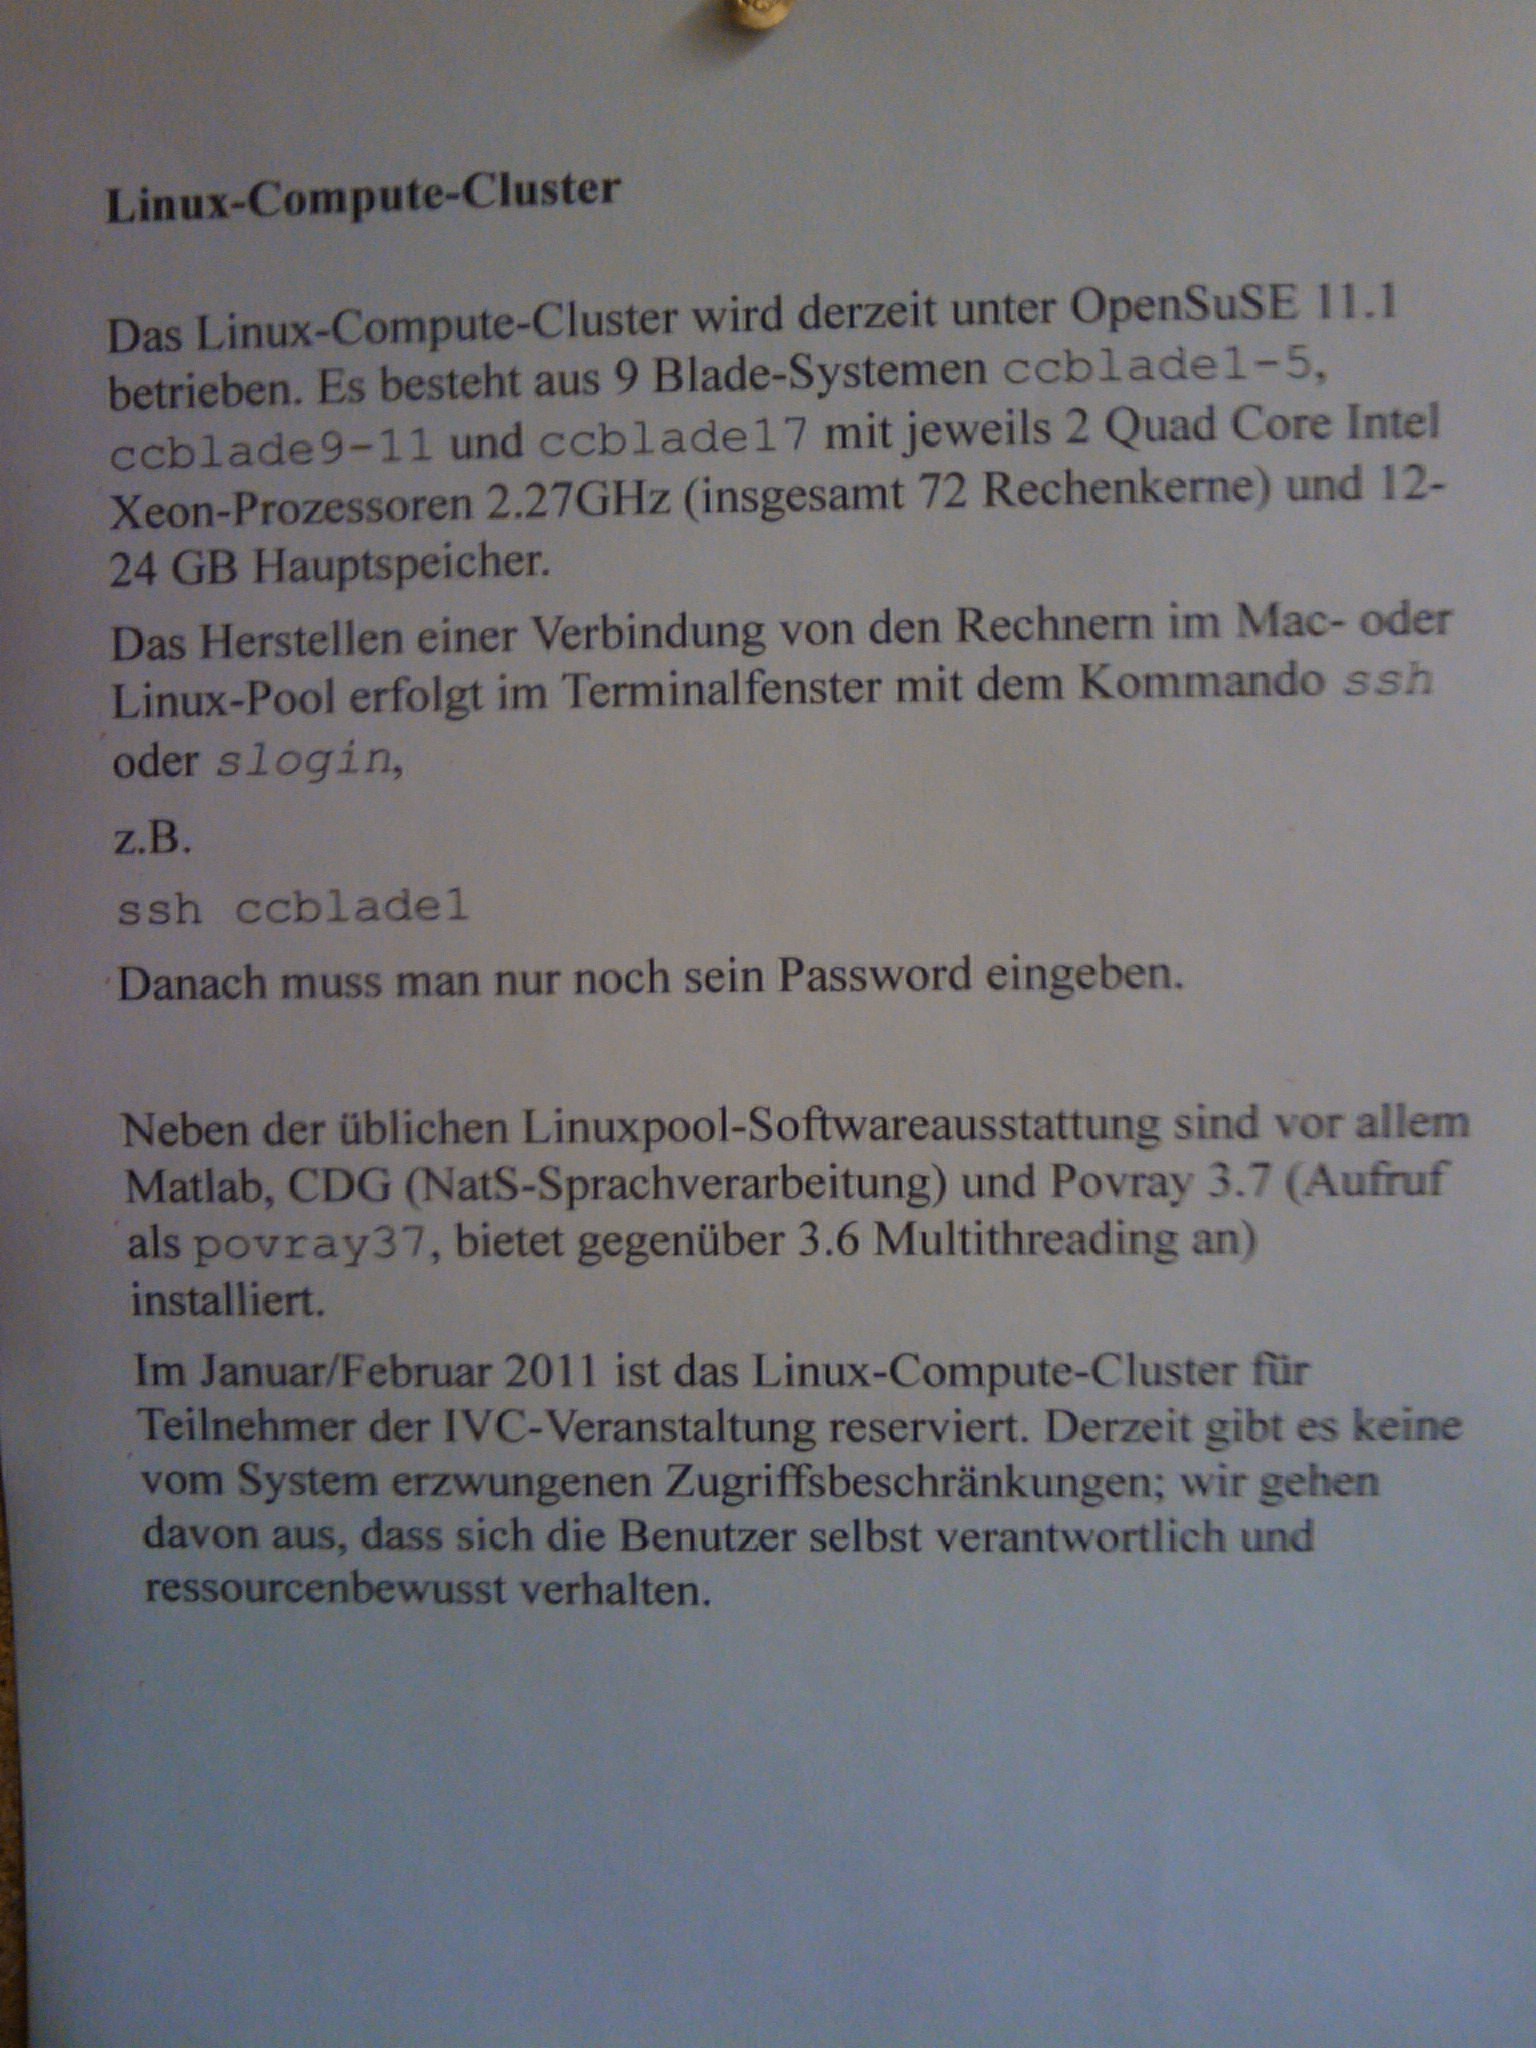 Linux-Compute-Cluster
Das Linux-Compute-Cluster wird derzeit unter OpenSuSE 11.1
betrieben. Es besteht aus 9 Blade-Systemen ccblade1-5,
ccblade9-11 und ccblade17 mit jeweils 2 Quad Core Intel
Xeon-Prozessoren 2.27GHz (insgesamt 72 Rechenkerne) und 12-
24 GB Hauptspeicher.
Das Herstellen einer Verbindung von den Rechnern im Mac- oder
Linux-Pool erfolgt im Terminalfenster mit dem Kommando ssh
oder slogin,
z.B.
ssh ccblade1
Danach muss man nur noch sein Password eingeben.
Neben der üblichen Linuxpool-Softwareausstattung sind vor allem
Matlab, CDG (NatS-Sprachverarbeitung) und Povray 3.7 (Aufruf
als povray37, bietet gegenüber 3.6 Multithreading an)
installiert.
Im Januar/Februar 2011 ist das Linux-Compute-Cluster für
Teilnehmer der IVC-Veranstaltung reserviert. Derzeit gibt es keine
vom System erzwungenen Zugriffsbeschränkungen; wir gehen
davon aus, dass sich die Benutzer selbst verantwortlich und
ressourcenbewusst verhalten.